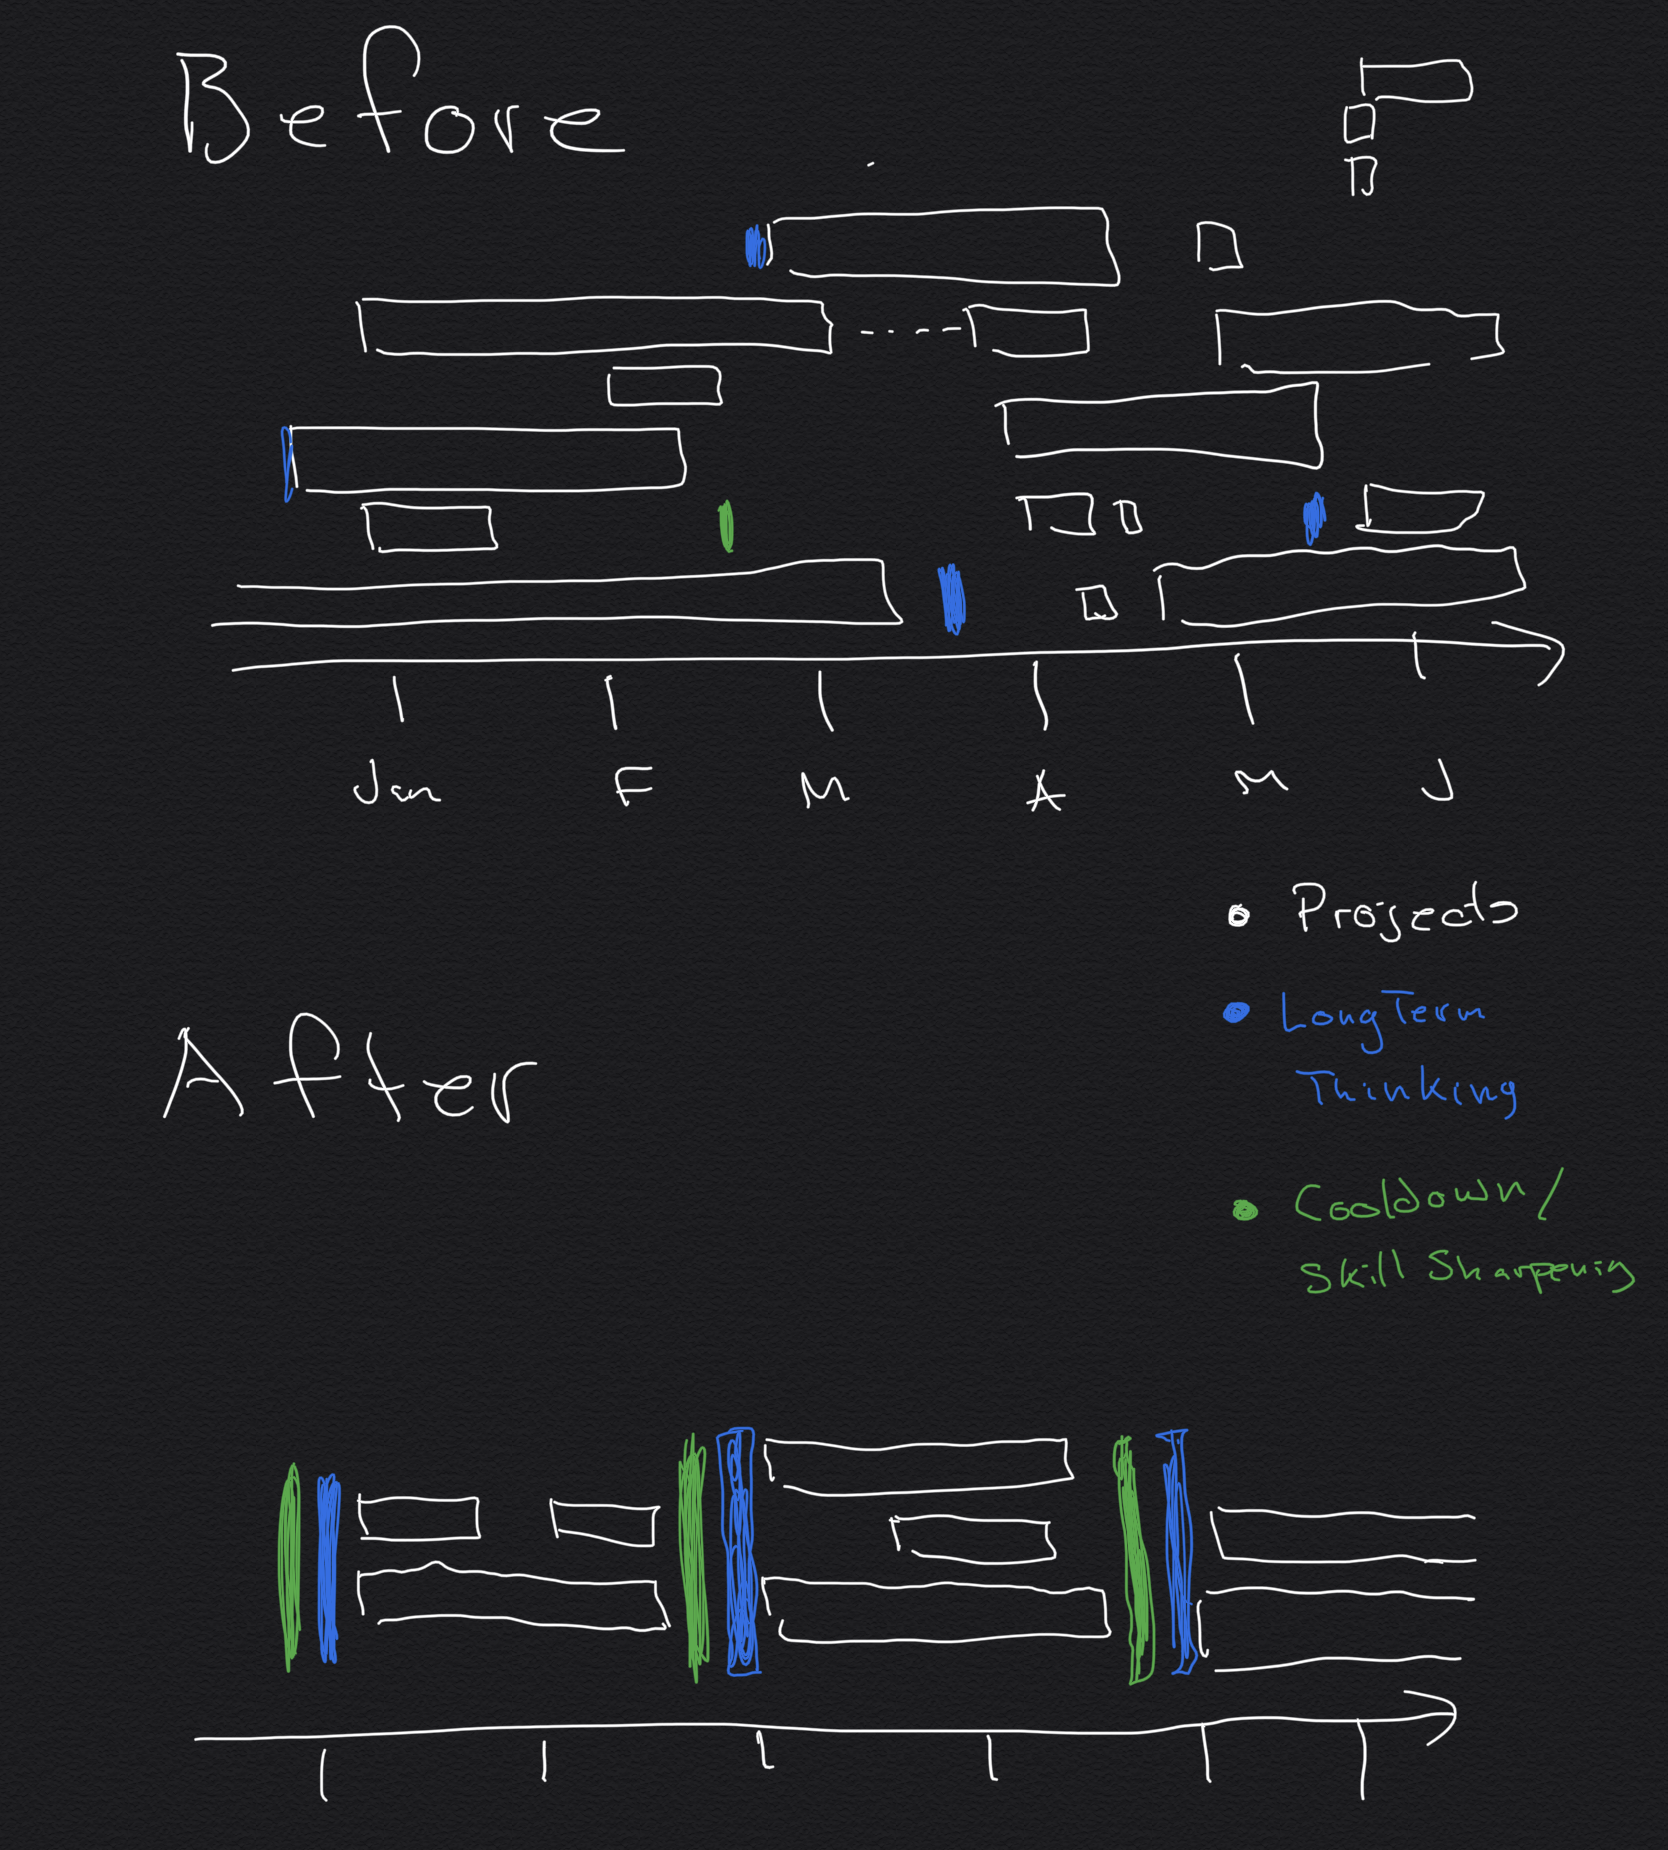 Before
Jan F M A M J
Projects
Long Term
Thinking
After
Cooldown/
Skill Sharpening